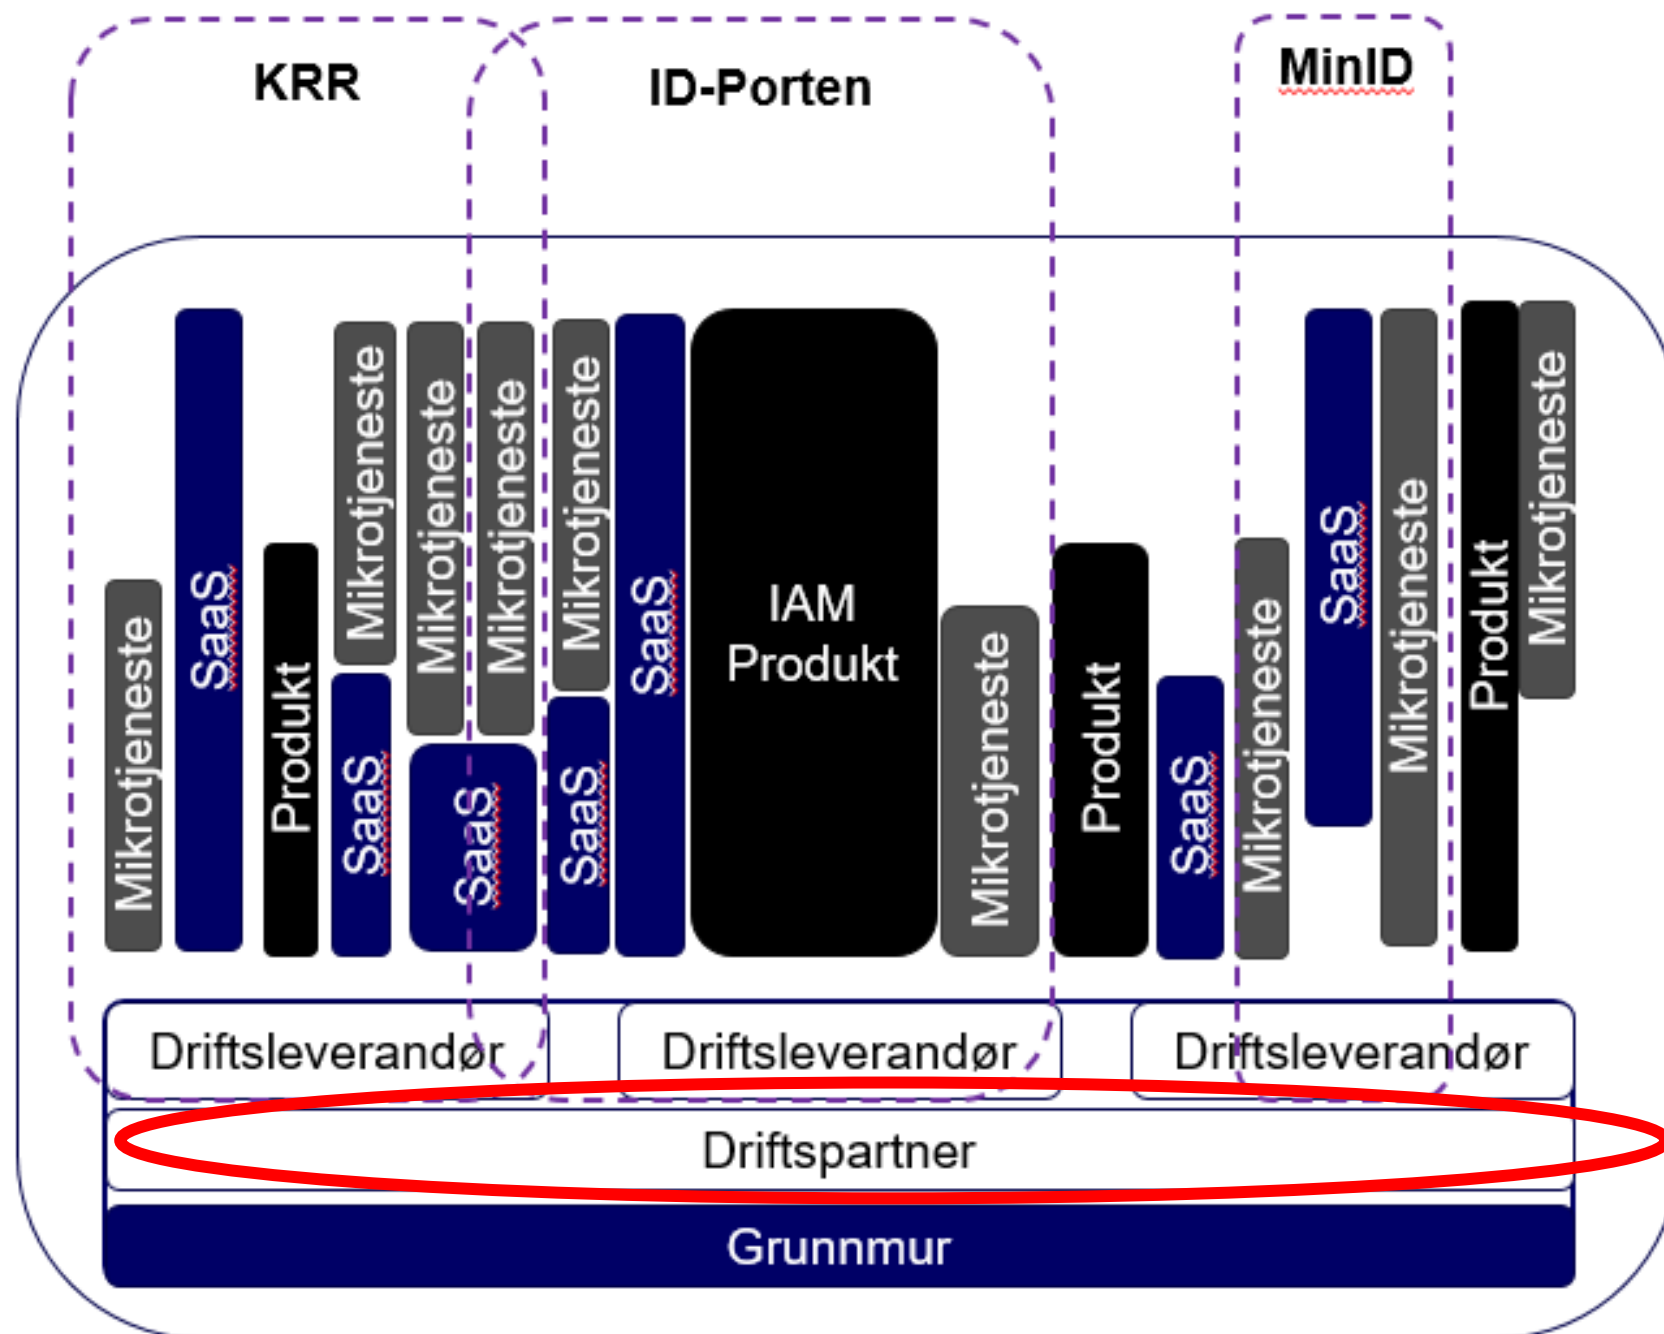 KRR
ID-Porten
MinID
Mikrotjeneste
SaaS
Produkt
Mikrotjeneste
SaaS
Mikrotjeneste
Mikrotjeneste
SaaS
Mikrotjeneste
SaaS
SaaS
IAM
Produkt
Mikrotjeneste
Produkt
SaaS
Mikrotjeneste
SaaS
Mikrotjeneste
Produkt
Mikrotjeneste
Driftsleverandør
Driftsleverandør
Driftsleverandør
Driftspartner
Grunnmur